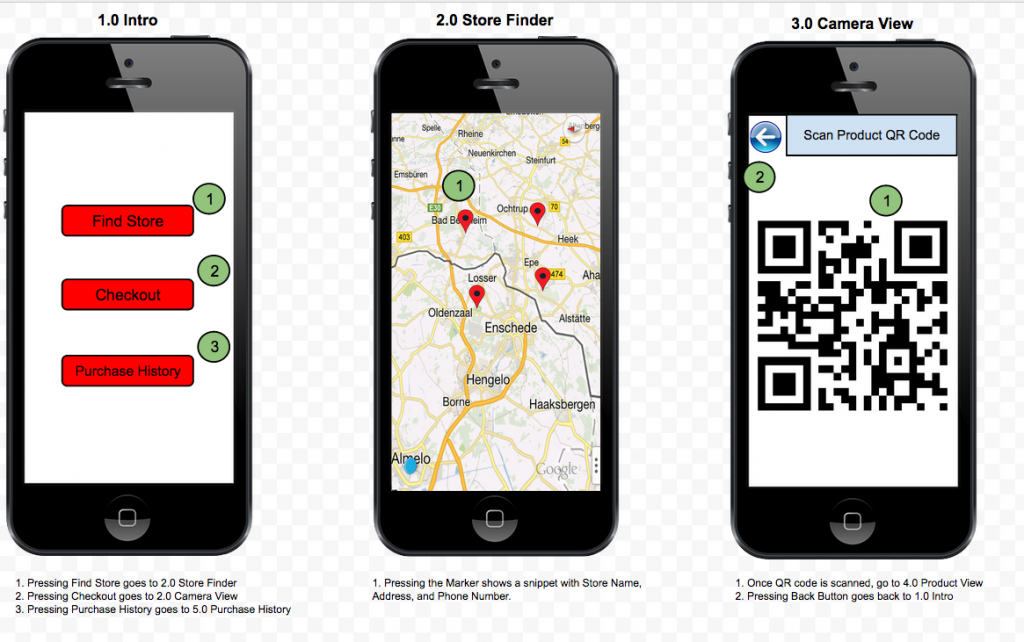 1.0 Intro
Find Store
1
Checkout
2
Purchase History
3
1. Pressing Find Store goes to 2.0 Store Finder
2. Pressing Checkout goes to 2.0 Camera View
3. Pressing Purchase History goes to 5.0 Purchase History
2.0 Store Finder
Spelle
Rheine
54
Neuenkirchen
Steinfurt
Emsbüren
1
E30
Ochtrup
70
403
Heek
Epe
474
Losser
Oldenzaal
Alstätte
Enschede
Hengelo
Borne
Haaksbergen
Almelo
Google
1. Pressing the Marker shows a snippet with Store Name,
Address, and Phone Number.
3.0 Camera View
Scan Product QR Code
2
1
1. Once QR code is scanned, go to 4.0 Product View
2. Pressing Back Button goes back to 1.0 Intro